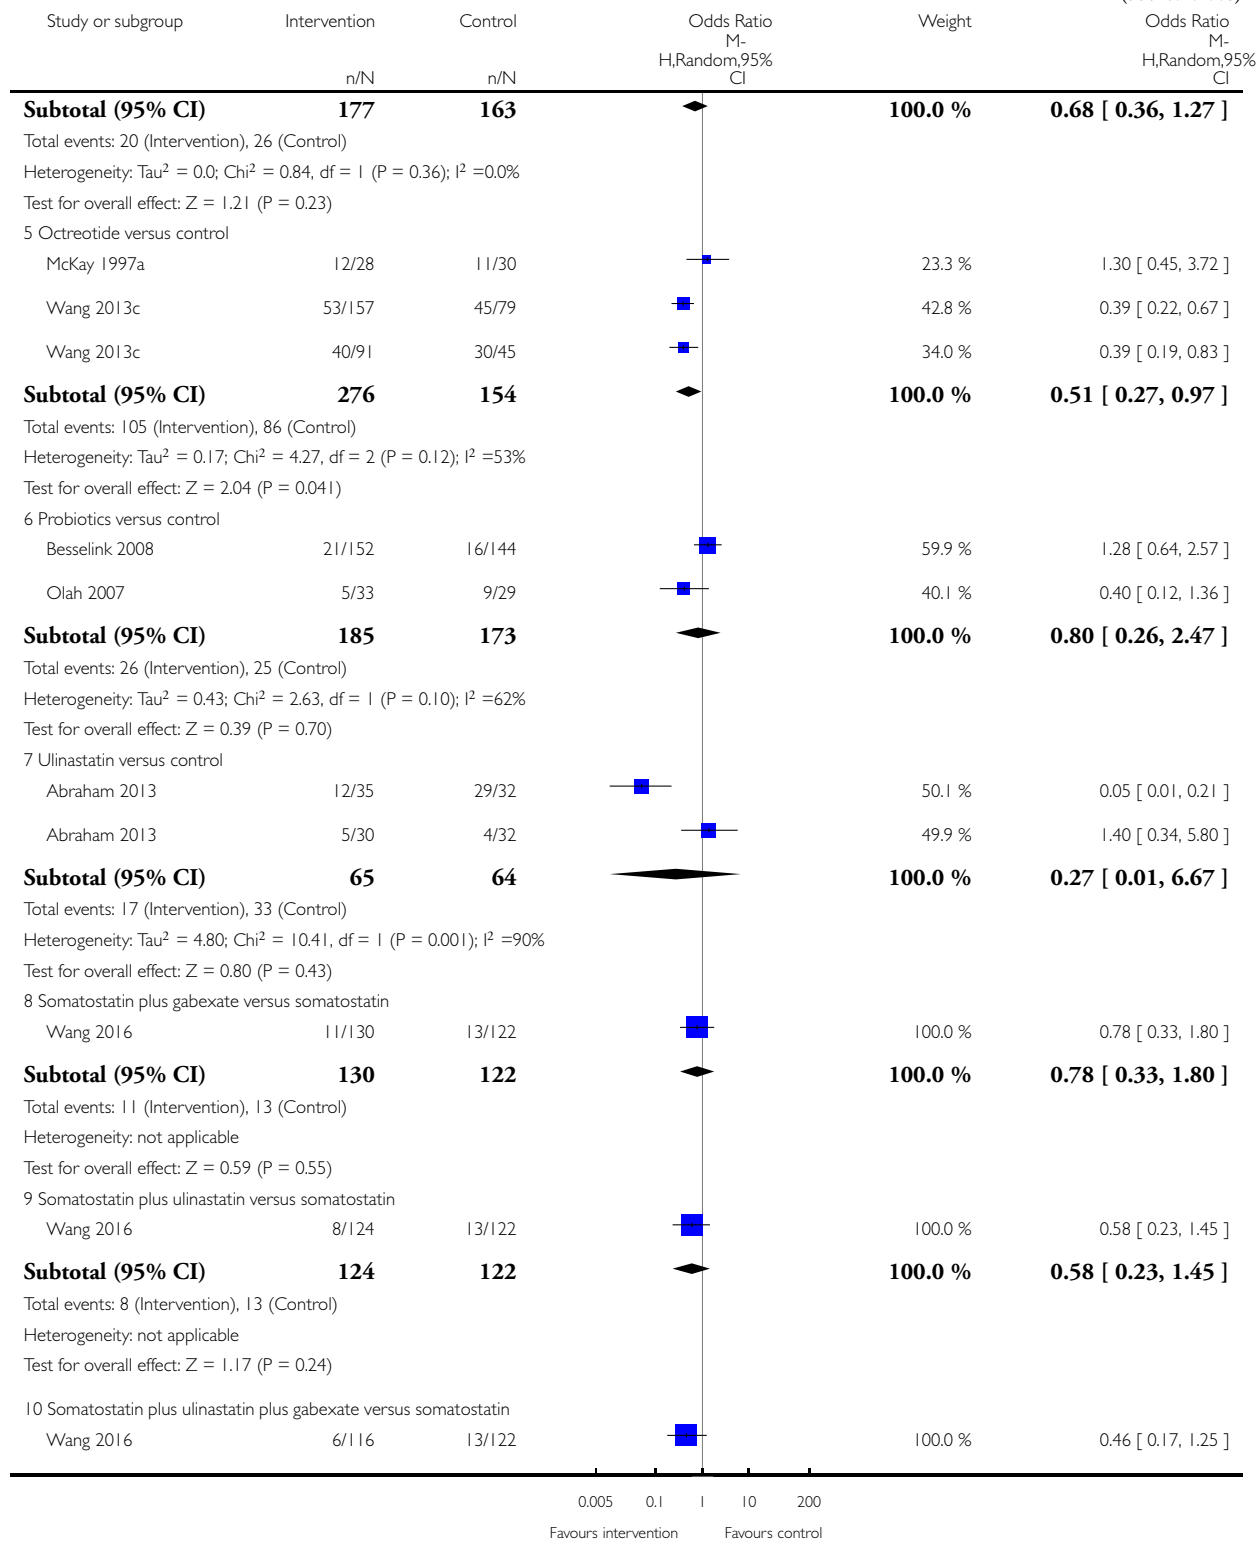 Study or subgroup Intervention Control Odds Ratio Weight Odds Ratio
M- M-
H,Random,95% H,Random,95%
n/N n/N CI CI
Subtotal (95% CI) 177 163 100.0 % 0.68 [ 0.36, 1.27 ]
Total events: 20 (Intervention), 26 (Control)
Heterogeneity: Tau² = 0.0; Chi² = 0.84, df = 1 (P = 0.36); I² =0.0%
Test for overall effect: Z = 1.21 (P = 0.23)
5 Octreotide versus control
McKay 1997a 12/28 11/30 23.3 % 1.30 [ 0.45, 3.72 ]
Wang 2013c 53/157 45/79 42.8 % 0.39 [ 0.22, 0.67 ]
Wang 2013c 40/91 30/45 34.0 % 0.39 [ 0.19, 0.83 ]
Subtotal (95% CI) 276 154 100.0 % 0.51 [ 0.27, 0.97 ]
Total events: 105 (Intervention), 86 (Control)
Heterogeneity: Tau² = 0.17; Chi² = 4.27, df = 2 (P = 0.12); I² =53%
Test for overall effect: Z = 2.04 (P = 0.041)
6 Probiotics versus control
Besselink 2008 21/152 16/144 59.9 % 1.28 [ 0.64, 2.57 ]
Olah 2007 5/33 9/29 40.1 % 0.40 [ 0.12, 1.36 ]
Subtotal (95% CI) 185 173 100.0 % 0.80 [ 0.26, 2.47 ]
Total events: 26 (Intervention), 25 (Control)
Heterogeneity: Tau² = 0.43; Chi² = 2.63, df = 1 (P = 0.10); I² =62%
Test for overall effect: Z = 0.39 (P = 0.70)
7 Ulinastatin versus control
Abraham 2013 12/35 29/32 50.1 % 0.05 [ 0.01, 0.21 ]
Abraham 2013 5/30 4/32 49.9 % 1.40 [ 0.34, 5.80 ]
Subtotal (95% CI) 65 64 100.0 % 0.27 [ 0.01, 6.67 ]
Total events: 17 (Intervention), 33 (Control)
Heterogeneity: Tau² = 4.80; Chi² = 10.41, df = 1 (P = 0.001); I² =90%
Test for overall effect: Z = 0.80 (P = 0.43)
8 Somatostatin plus gabexate versus somatostatin
Wang 2016 11/130 13/122 100.0 % 0.78 [ 0.33, 1.80 ]
Subtotal (95% CI) 130 122 100.0 % 0.78 [ 0.33, 1.80 ]
Total events: 11 (Intervention), 13 (Control)
Heterogeneity: not applicable
Test for overall effect: Z = 0.59 (P = 0.55)
9 Somatostatin plus ulinastatin versus somatostatin
Wang 2016 8/124 13/122 100.0 % 0.58 [ 0.23, 1.45 ]
Subtotal (95% CI) 124 122 100.0 % 0.58 [ 0.23, 1.45 ]
Total events: 8 (Intervention), 13 (Control)
Heterogeneity: not applicable
Test for overall effect: Z = 1.17 (P = 0.24)
10 Somatostatin plus ulinastatin plus gabexate versus somatostatin
Wang 2016 6/116 13/122 100.0 % 0.46 [ 0.17, 1.25 ]
0.005 0.1 1 10 200
Favours intervention Favours control